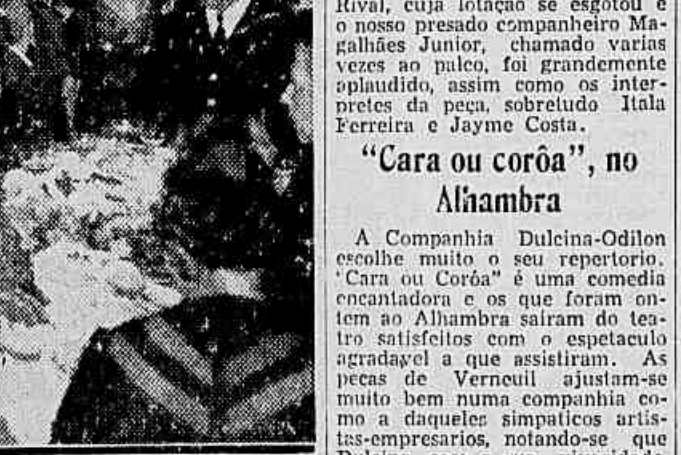 Rival, cuja lotação se esgotou e
o nosso presado companheiro Ma-
galhães Junior, chamado varias
vezes ao palco, foi grandemente
aplaudido, assim como os inter-
pretes da peça, sobretudo Itala
Ferreira e Jayme Costa.
“Cara ou corôa”, no
Alhambra
A Companhia Dulcina-Odilon
escolhe muito o seu repertorio.
"Cara ou Corôa" é uma comedia
encantadora e os que foram on-
tem ao Alhambra sairam do tea-
tro satisfeitos com o espetaculo
agradavel a que assistiram. As
peças de Verneuil ajustam-se
muito bem numa companhia co-
mo a daqueles simpaticos artis-
tas-empresarios, notando-se que
Dulcina